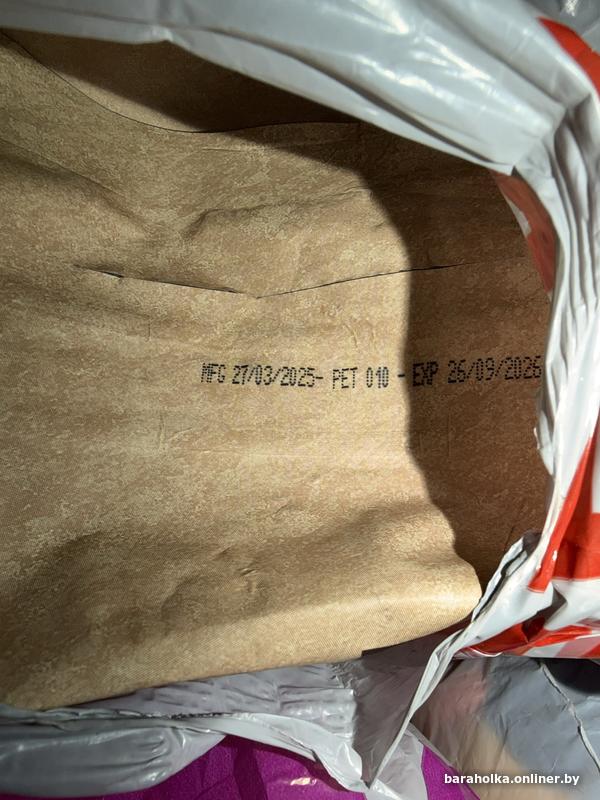 MFG 27/03/2025- PET 010 - EXP 26/09/2026
baraholka.onliner.by